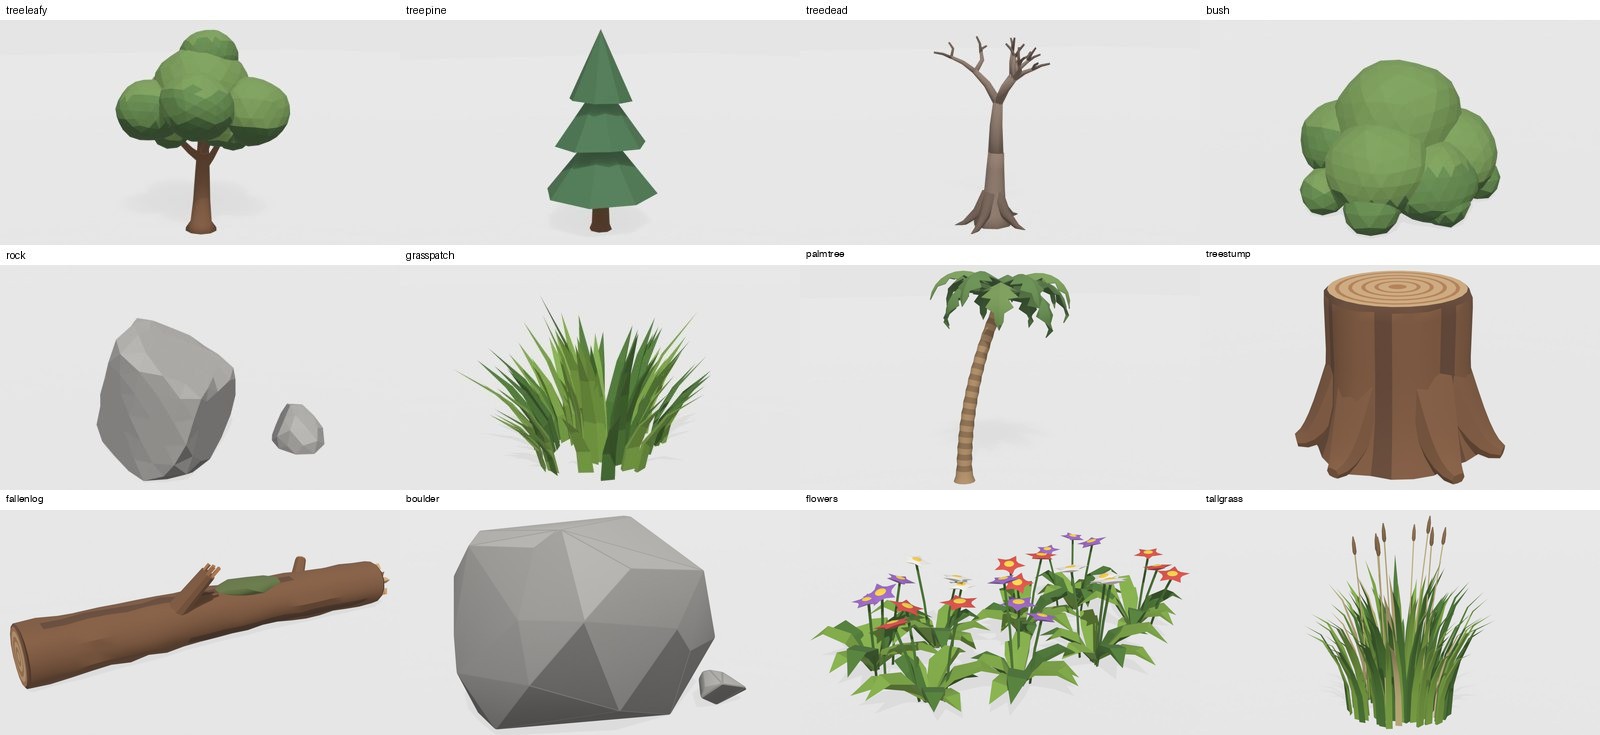 treeleafy
treepine
treedead
bush
rock
grasspatch
palmtree
treestump
fallenlog
boulder
flowers
tallgrass